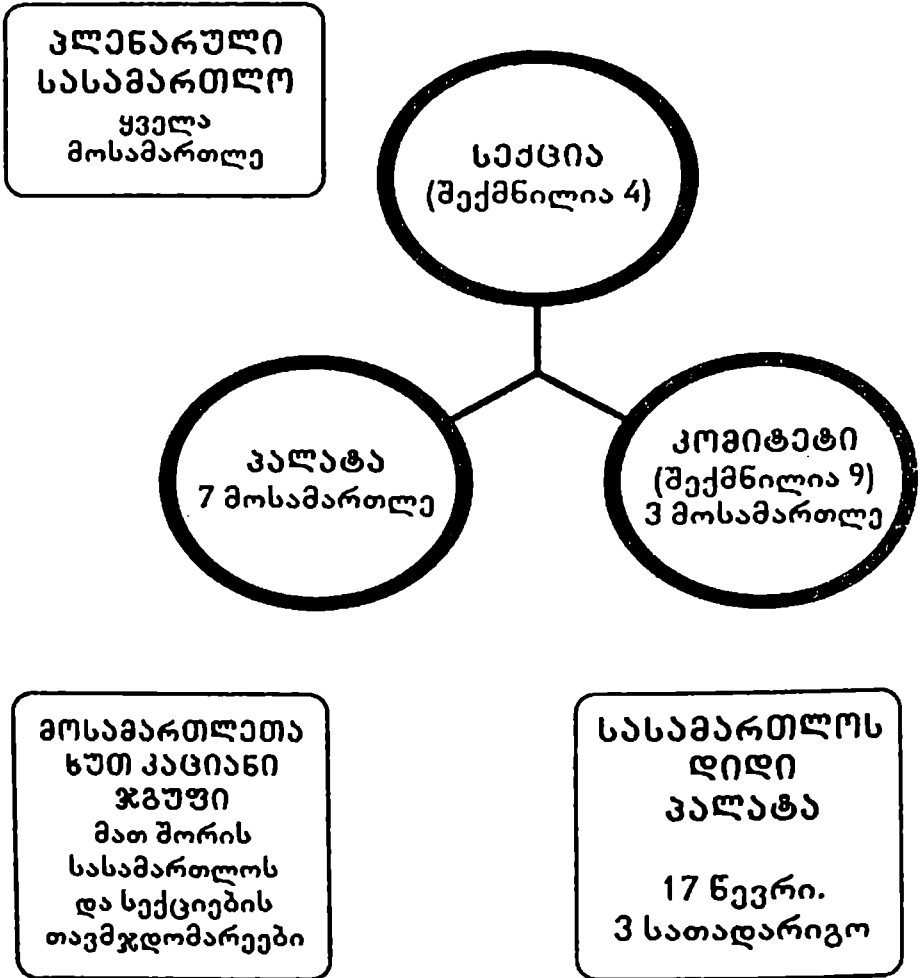 პლენარული
სასამართლო
ყველა
მოსამართლე
სექცია
(შექმნილია 4)
პალატა
7 მოსამართლე
კომიტეტი
(შექმნილია 9)
3 მოსამართლე
მოსამართლეთა
ხუთ კაციანი
ჯგუფი
მათ შორის
სასამართლოს
და სექციების
თავმჯდომარეები
სასამართლოს
დიდი
პალატა
17 წევრი.
3 სათადარიგო